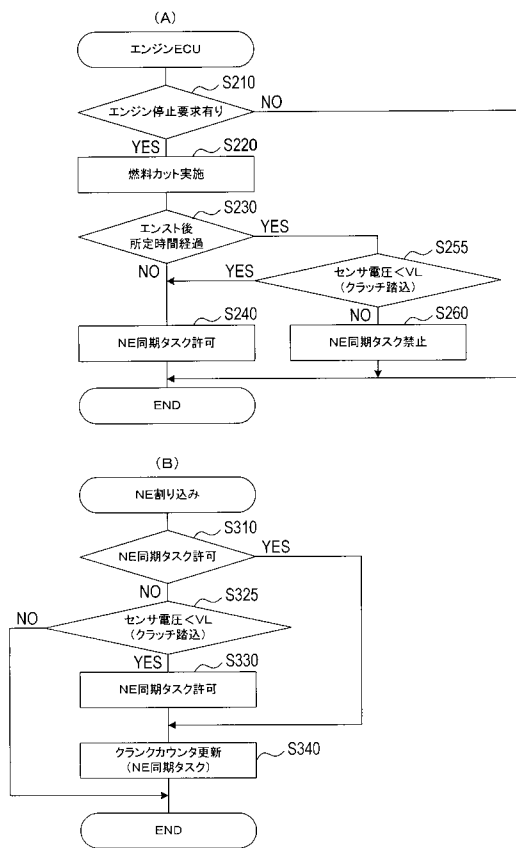 (A)
エンジンECU
S210
エンジン停止要求有り
NO
YES
S220
燃料カット実施
S230
エンスト後
所定時間経過
YES
NO
S255
センサ電圧<VL
(クラッチ踏込)
YES
NO
S240
NE同期タスク許可
S260
NE同期タスク禁止
END
(B)
NE割り込み
S310
NE同期タスク許可
YES
NO
S325
センサ電圧<VL
(クラッチ踏込)
NO
YES
S330
NE同期タスク許可
クランクカウンタ更新
(NE同期タスク)
S340
END